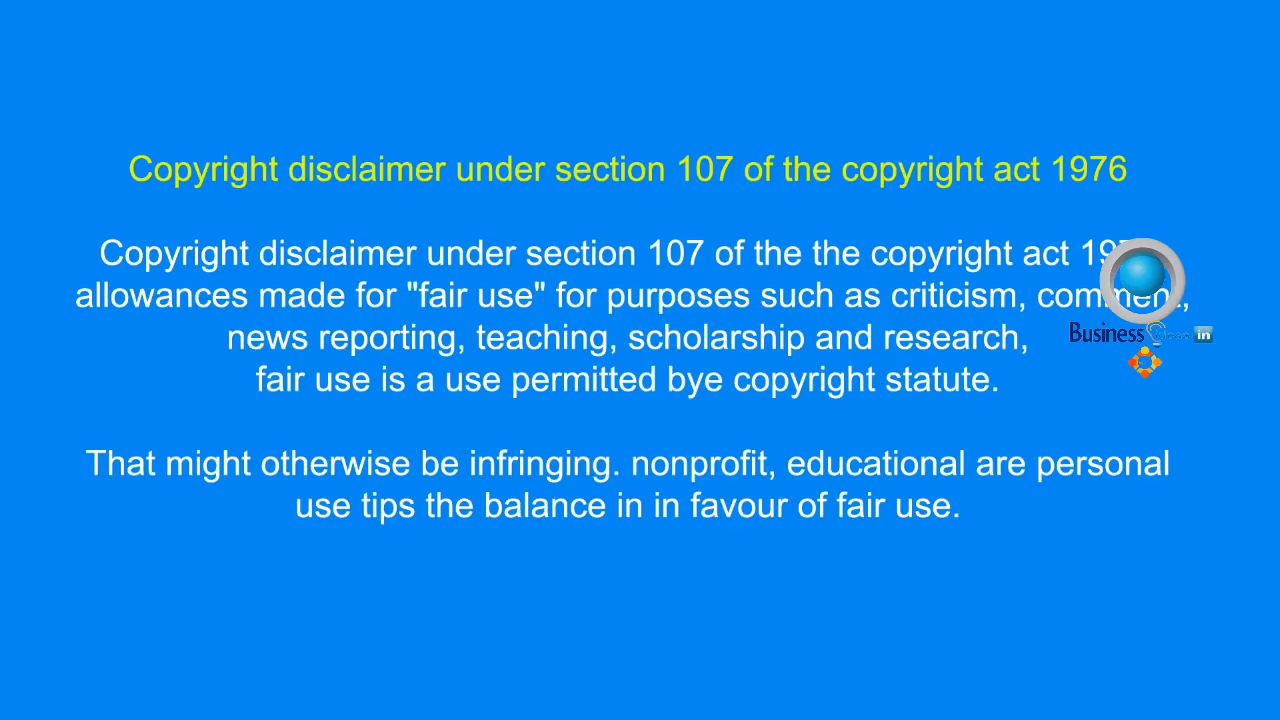 Copyright disclaimer under section 107 of the copyright act 1976
Copyright disclaimer under section 107 of the the copyright act
allowances made for "fair use" for purposes such as criticism, comment,
news reporting, teaching, scholarship and research,
fair use is a use permitted bye copyright statute.
That might otherwise be infringing. nonprofit, educational are personal
use tips the balance in in favour of fair use.
Business
in